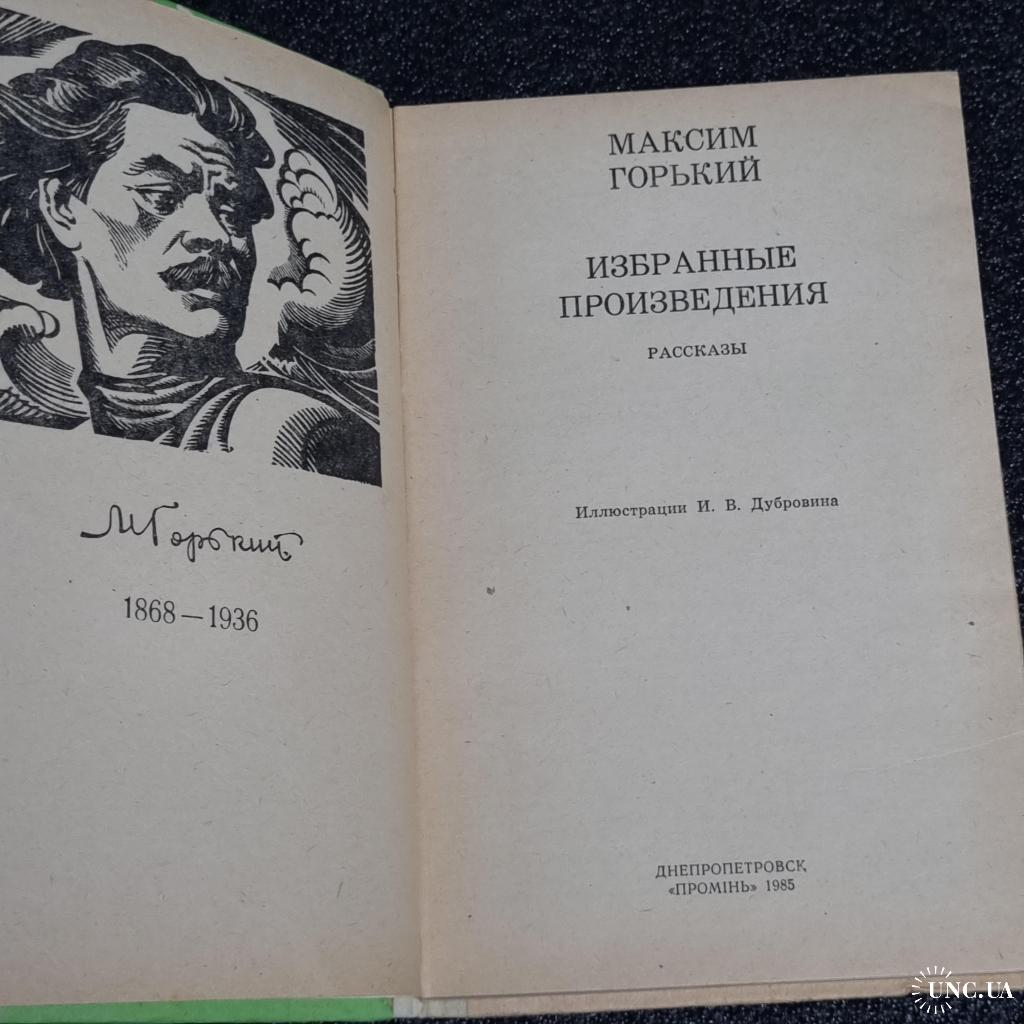 М Горький
1868—1936
МАКСИМ
ГОРЬКИЙ
ИЗБРАННЫЕ
ПРОИЗВЕДЕНИЯ
РАССКАЗЫ
Иллюстрации И. В. Дубровина
ДНЕПРОПЕТРОВСК
«ПРОМІНЬ» 1985
UNC.UA